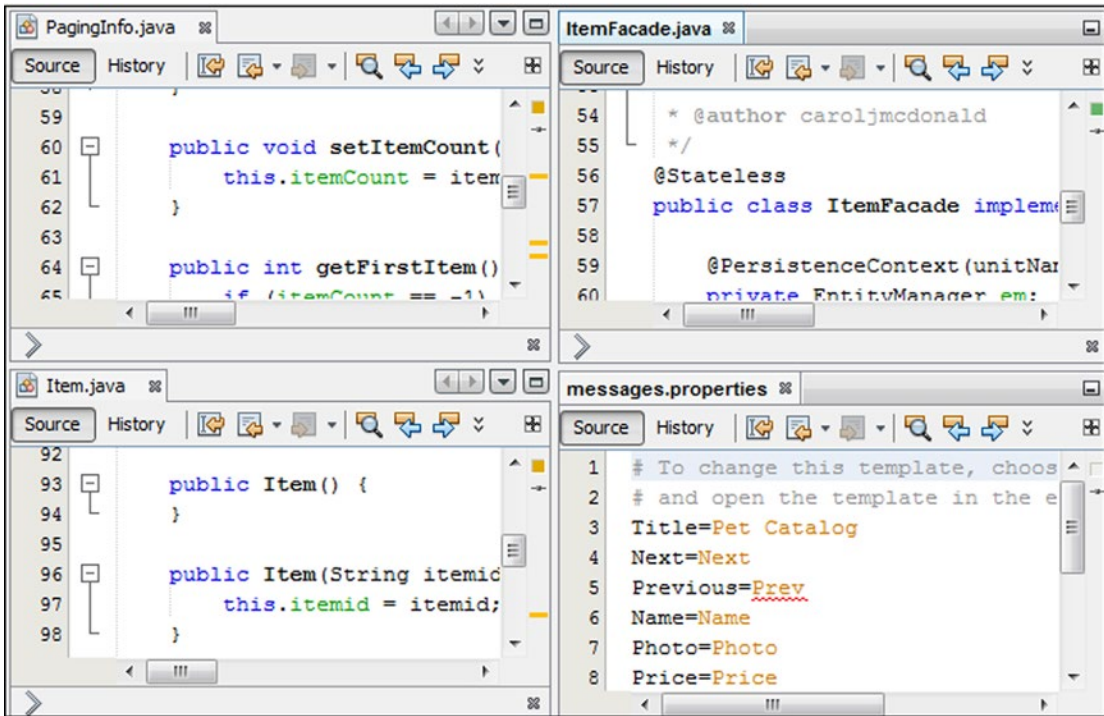 PagingInfo.java
Source History
59
60 public void setItemCount(
61 this.itemCount = item
62 }
63
64 public int getFirstItem()
65 if (itemCount == -1)
ItemFacade.java
Source History
54 * @author caroljmcdonald
55 */
56 @Stateless
57 public class ItemFacade impleme
58
59 @PersistenceContext(unitNam
60 private EntityManager em;
Item.java
Source History
92
93 public Item() {
94 }
95
96 public Item(String itemid
97 this.itemid = itemid;
98 }
messages.properties
Source History
1 # To change this template, choos
2 # and open the template in the e
3 Title=Pet Catalog
4 Next=Next
5 Previous=Prev
6 Name=Name
7 Photo=Photo
8 Price=Price